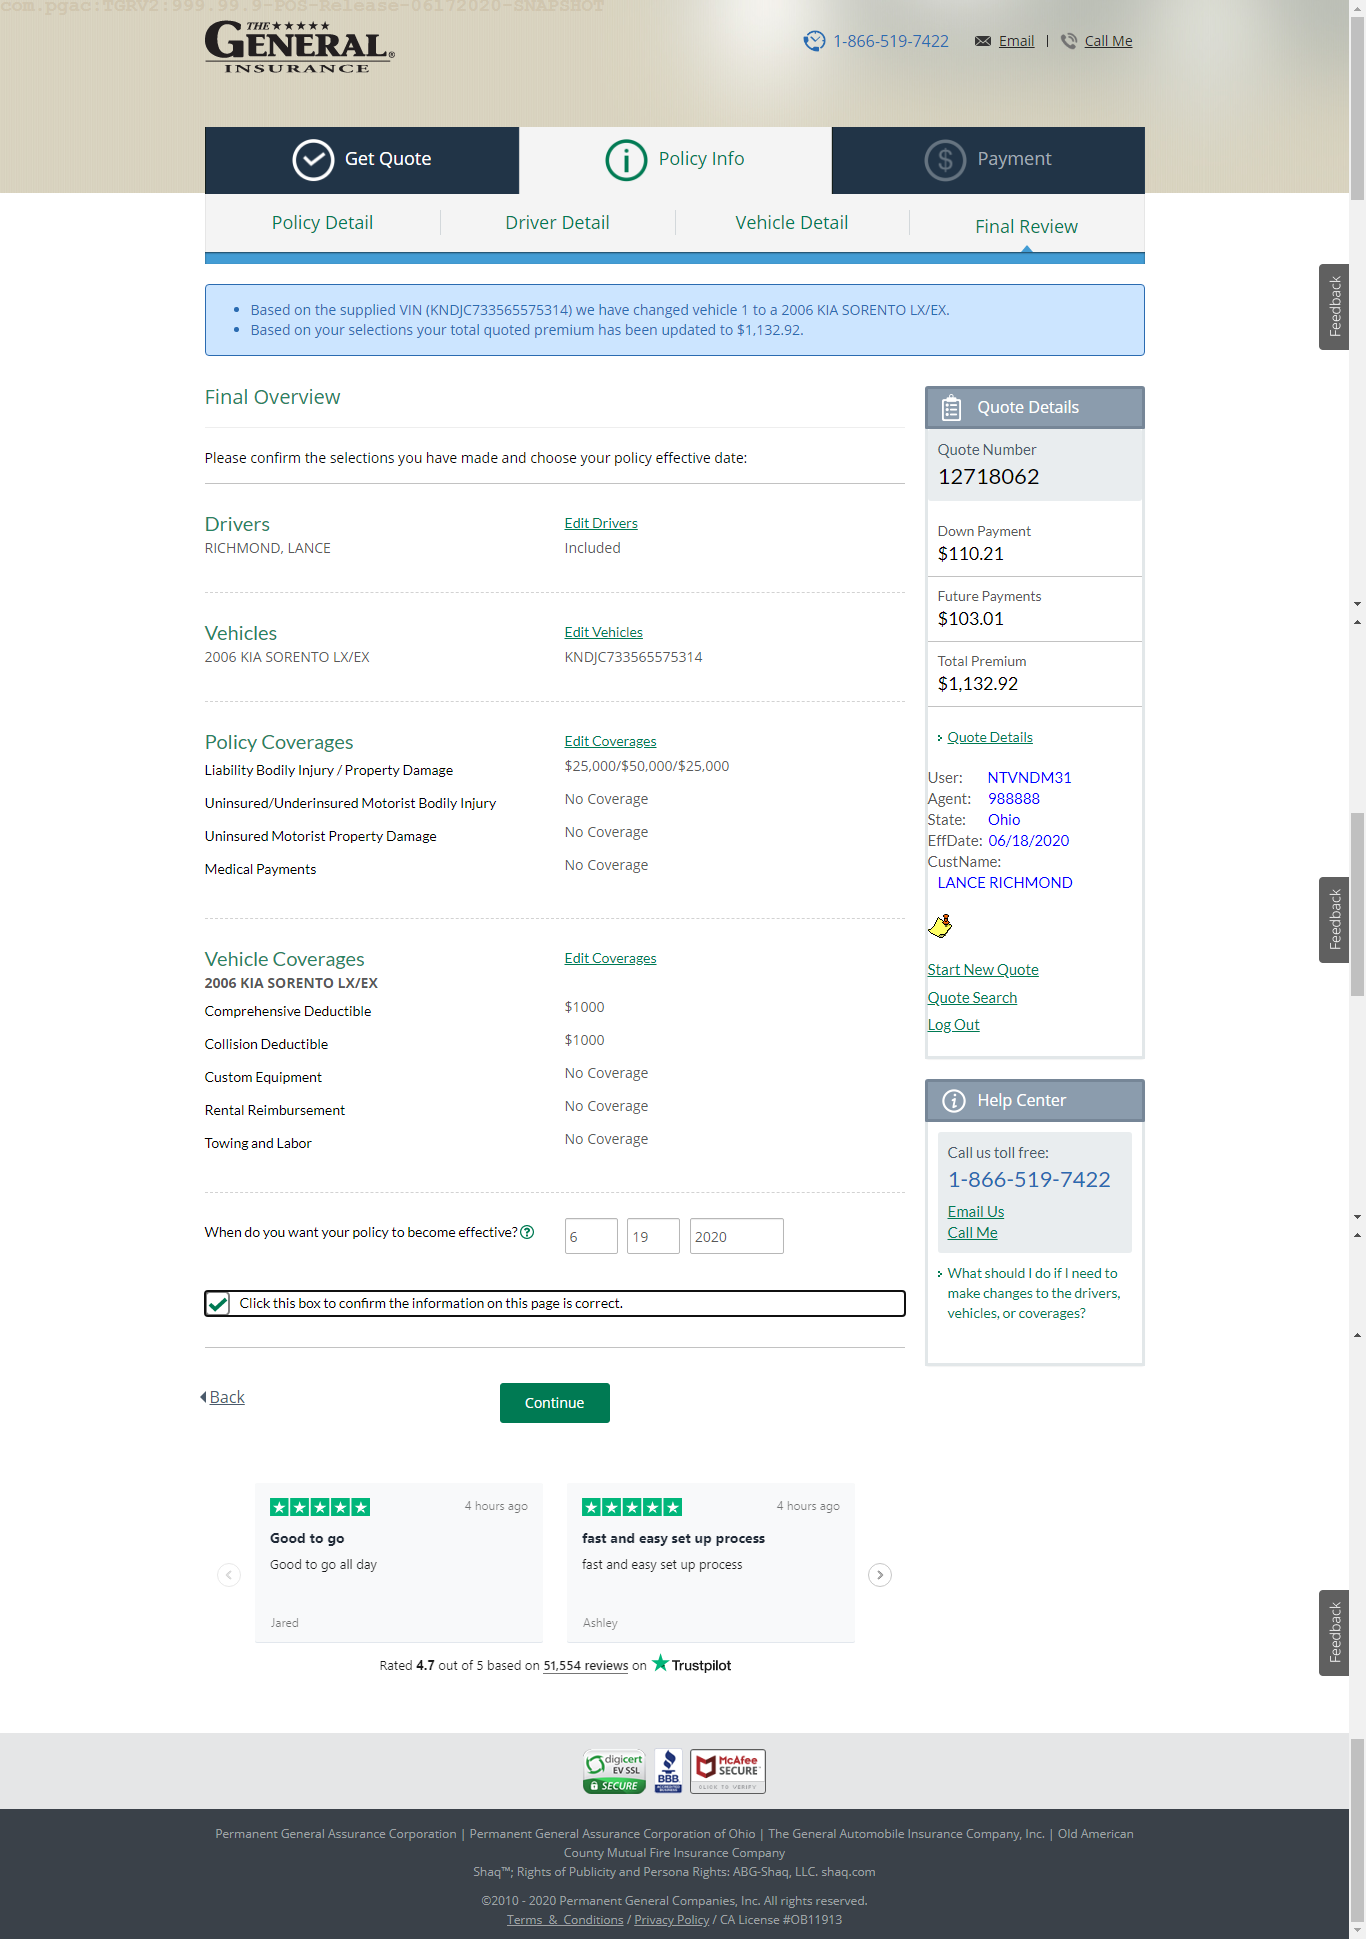 com.pgac:TGRV2:999.99.9-POS-Release-06172020-SNAPSHOT
THE
GENERAL®
INSURANCE
1-866-519-7422 Email | Call Me
Get Quote Policy Info Payment
Policy Detail Driver Detail Vehicle Detail Final Review
• Based on the supplied VIN (KNDJC733565575314) we have changed vehicle 1 to a 2006 KIA SORENTO LX/EX.
• Based on your selections your total quoted premium has been updated to $1,132.92.
Final Overview
Please confirm the selections you have made and choose your policy effective date:
Drivers Edit Drivers
RICHMOND, LANCE Included
Vehicles Edit Vehicles
2006 KIA SORENTO LX/EX KNDJC733565575314
Policy Coverages Edit Coverages
Liability Bodily Injury / Property Damage $25,000/$50,000/$25,000
Uninsured/Underinsured Motorist Bodily Injury No Coverage
Uninsured Motorist Property Damage No Coverage
Medical Payments No Coverage
Vehicle Coverages Edit Coverages
2006 KIA SORENTO LX/EX
Comprehensive Deductible $1000
Collision Deductible $1000
Custom Equipment No Coverage
Rental Reimbursement No Coverage
Towing and Labor No Coverage
When do you want your policy to become effective? 6 19 2020
Click this box to confirm the information on this page is correct.
Back Continue
Quote Details
Quote Number
12718062
Down Payment
$110.21
Future Payments
$103.01
Total Premium
$1,132.92
Quote Details
User: NTVNDM31
Agent: 988888
State: Ohio
EffDate: 06/18/2020
CustName:
LANCE RICHMOND
Start New Quote
Quote Search
Log Out
Help Center
Call us toll free:
1-866-519-7422
Email Us
Call Me
What should I do if I need to
make changes to the drivers,
vehicles, or coverages?
Feedback
Feedback
Feedback
4 hours ago
Good to go
Good to go all day
Jared
4 hours ago
fast and easy set up process
fast and easy set up process
Ashley
Rated 4.7 out of 5 based on 51,554 reviews on Trustpilot
digicert
EV SSL
SECURE
BBB
ACCREDITED
BUSINESS
McAfee
SECURE
CLICK TO VERIFY
Permanent General Assurance Corporation | Permanent General Assurance Corporation of Ohio | The General Automobile Insurance Company, Inc. | Old American
County Mutual Fire Insurance Company
Shaq™; Rights of Publicity and Persona Rights: ABG-Shaq, LLC. shaq.com
©2010 - 2020 Permanent General Companies, Inc. All rights reserved.
Terms & Conditions / Privacy Policy / CA License #OB11913